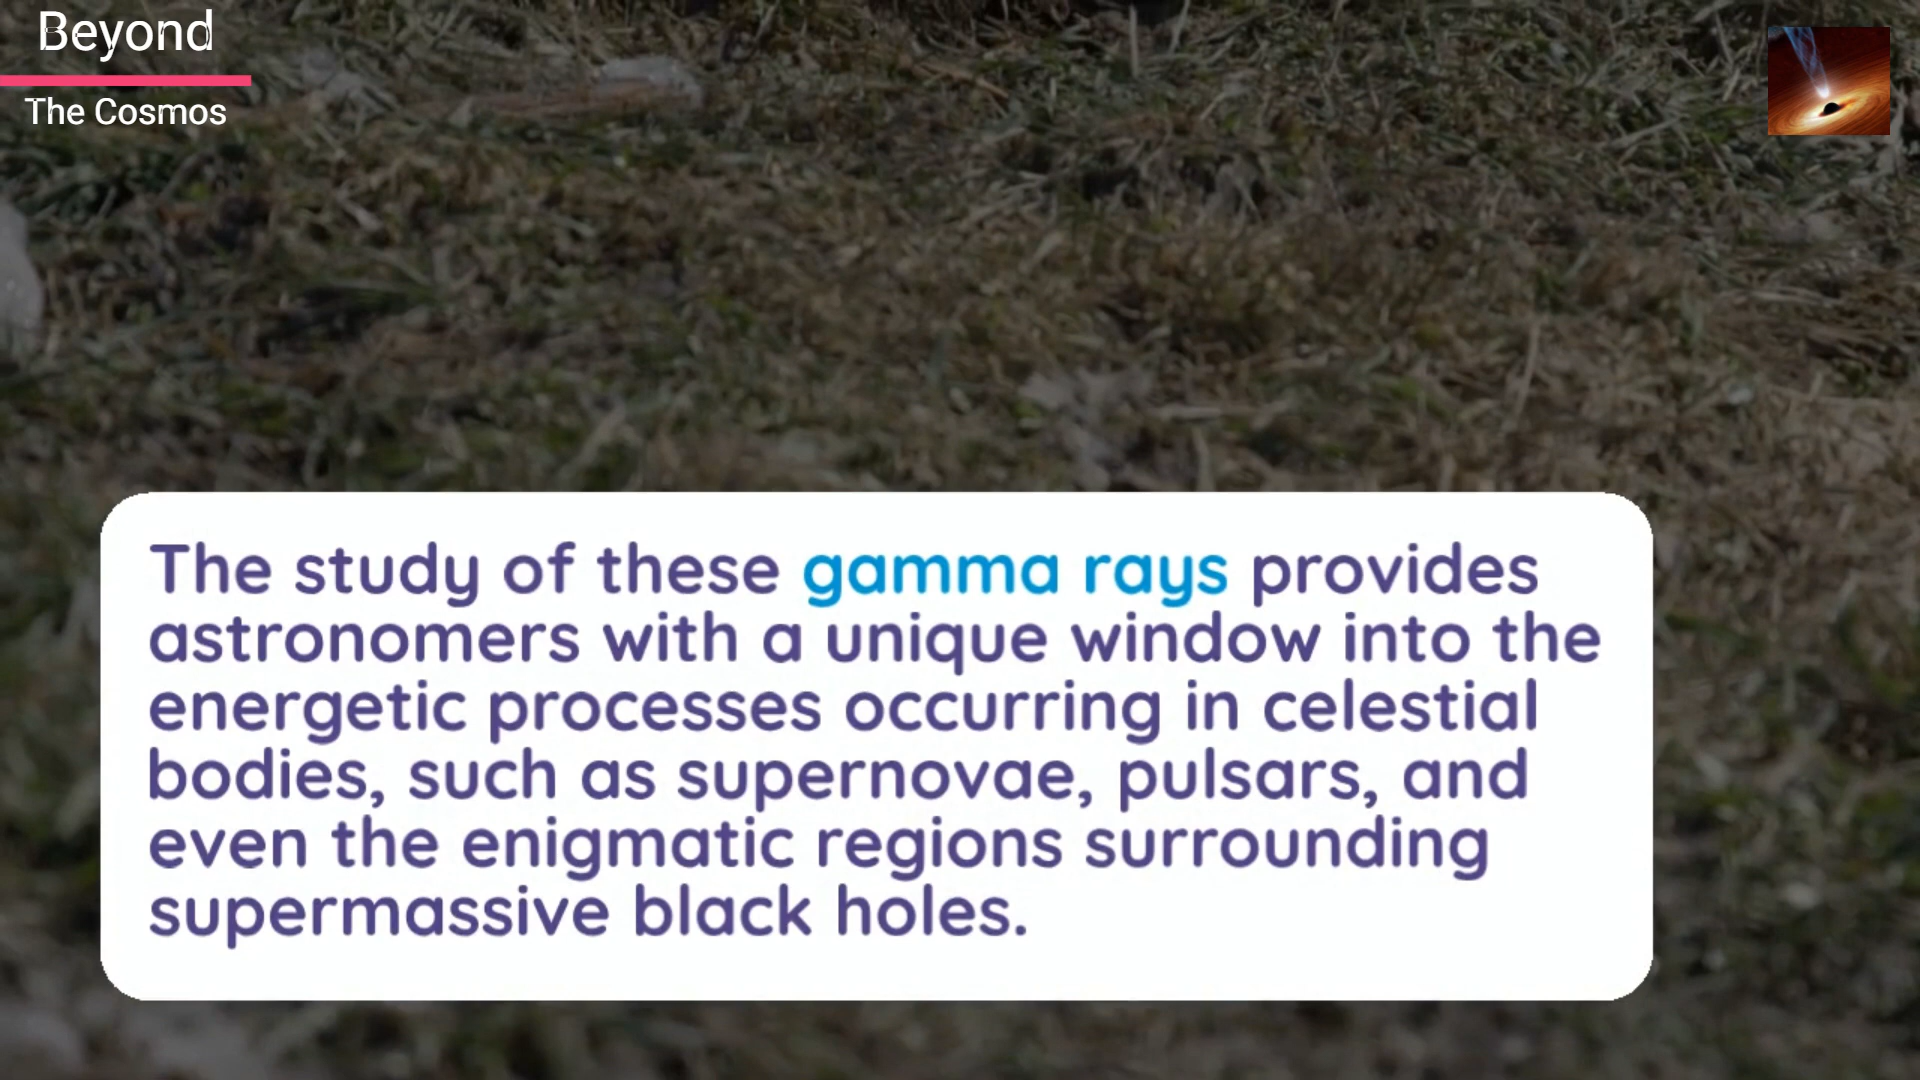 Beyond
The Cosmos
The study of these gamma rays provides
astronomers with a unique window into the
energetic processes occurring in celestial
bodies, such as supernovae, pulsars, and
even the enigmatic regions surrounding
supermassive black holes.